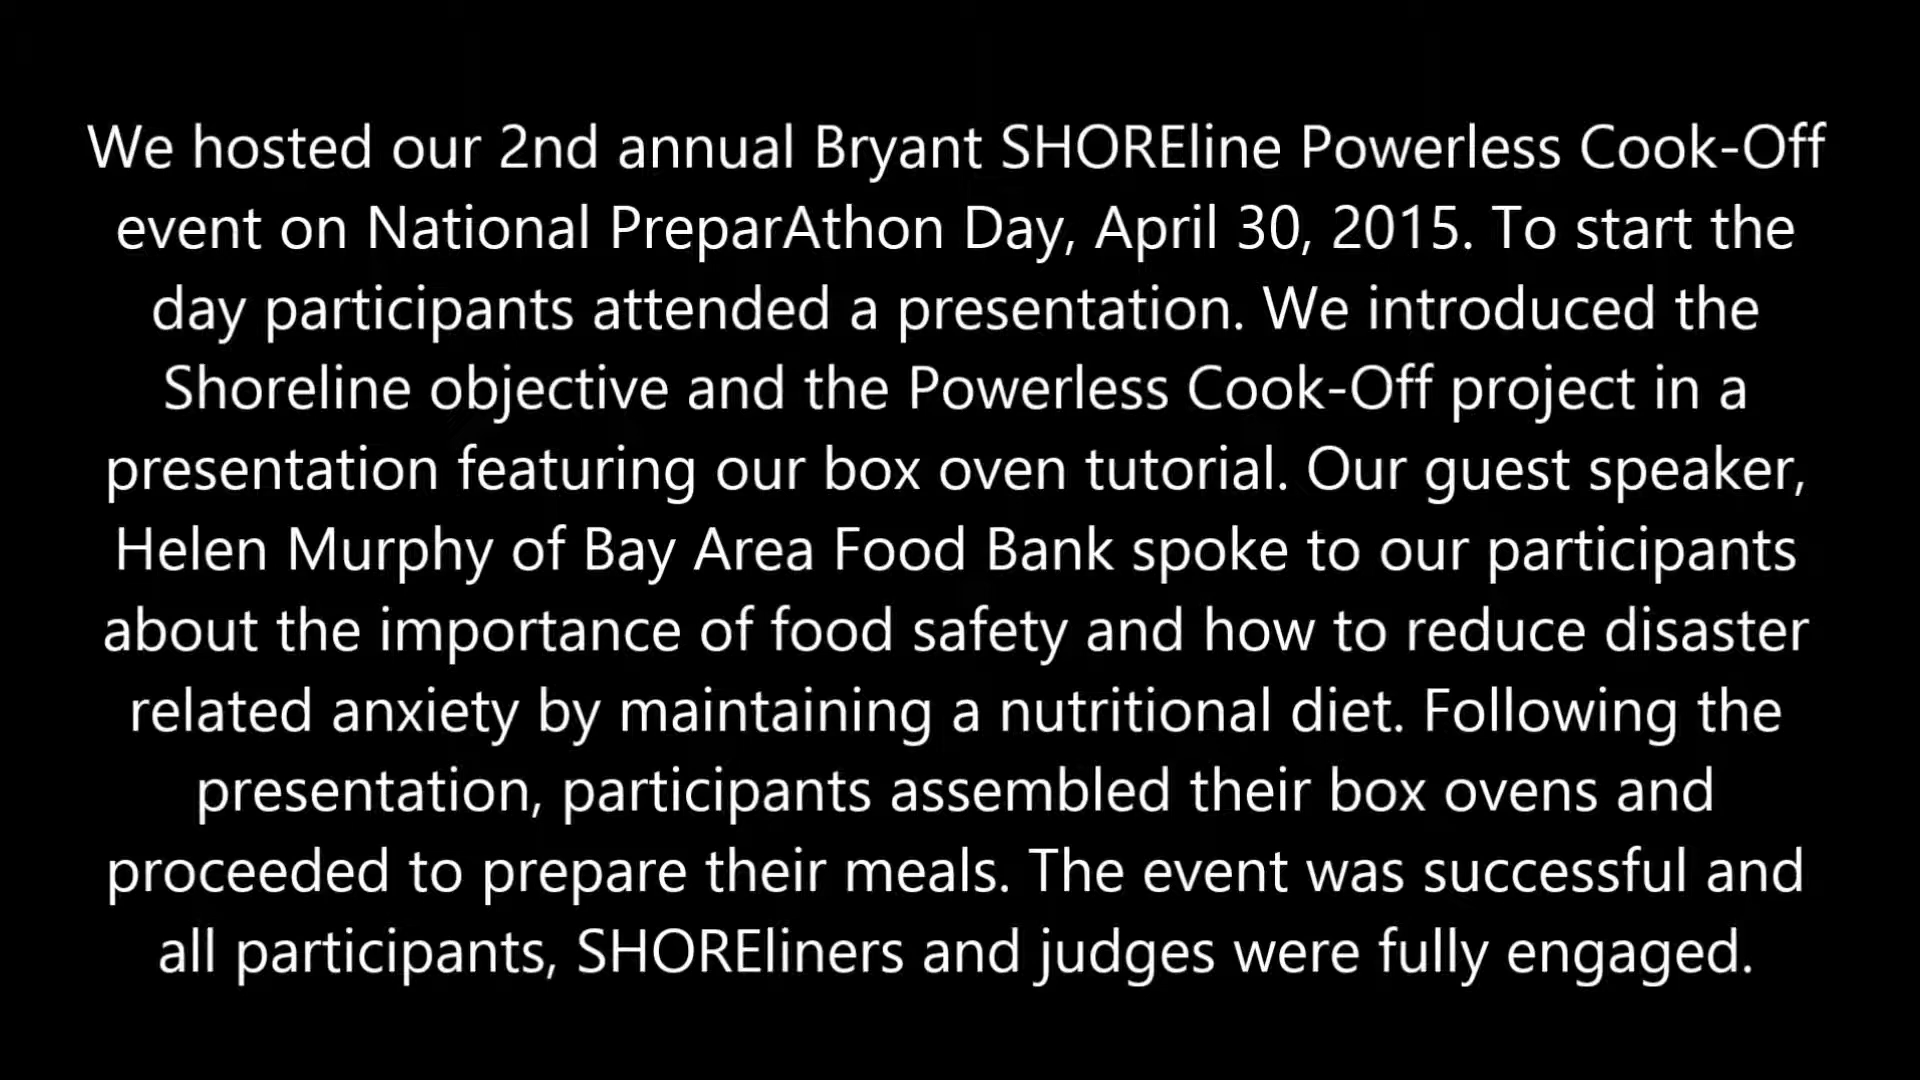 We hosted our 2nd annual Bryant SHOREline Powerless Cook-Off
event on National PreparAthon Day, April 30, 2015. To start the
day participants attended a presentation. We introduced the
Shoreline objective and the Powerless Cook-Off project in a
presentation featuring our box oven tutorial. Our guest speaker,
Helen Murphy of Bay Area Food Bank spoke to our participants
about the importance of food safety and how to reduce disaster
related anxiety by maintaining a nutritional diet. Following the
presentation, participants assembled their box ovens and
proceeded to prepare their meals. The event was successful and
all participants, SHOREliners and judges were fully engaged.